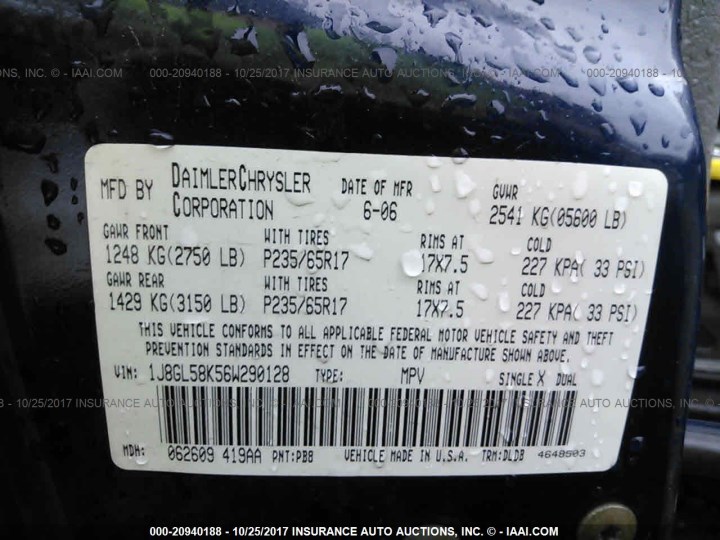 INC. - IAAI.COM 000-20940188 - 10/25/2017 INSURANCE AUTO AUCTIONS, INC. - IAAI.COM 000-20940188
MFD BY DAIMLERCHRYSLER CORPORATION DATE OF MFR 6-06 GVWR 2541 KG(05600 LB)
GAWR FRONT WITH TIRES RIMS AT COLD
1248 KG(2750 LB) P235/65R17 17X7.5 227 KPA( 33 PSI)
GAWR REAR WITH TIRES RIMS AT COLD
1429 KG(3150 LB) P235/65R17 17X7.5 227 KPA( 33 PSI)
THIS VEHICLE CONFORMS TO ALL APPLICABLE FEDERAL MOTOR VEHICLE SAFETY AND THEFT
PREVENTION STANDARDS IN EFFECT ON THE DATE OF MANUFACTURE SHOWN ABOVE.
VIN: 1J8GL58K56W290128 TYPE: MPV SINGLE X DUAL
- 10/25/2017 INSURANCE AUTO AUCTIONS, INC. - IAAI.COM
MDH: 062609 419AA PNT:PB8 VEHICLE MADE IN U.S.A. TRM:DLDB 4648503
000-20940188 - 10/25/2017 INSURANCE AUTO AUCTIONS, INC. - IAAI.COM